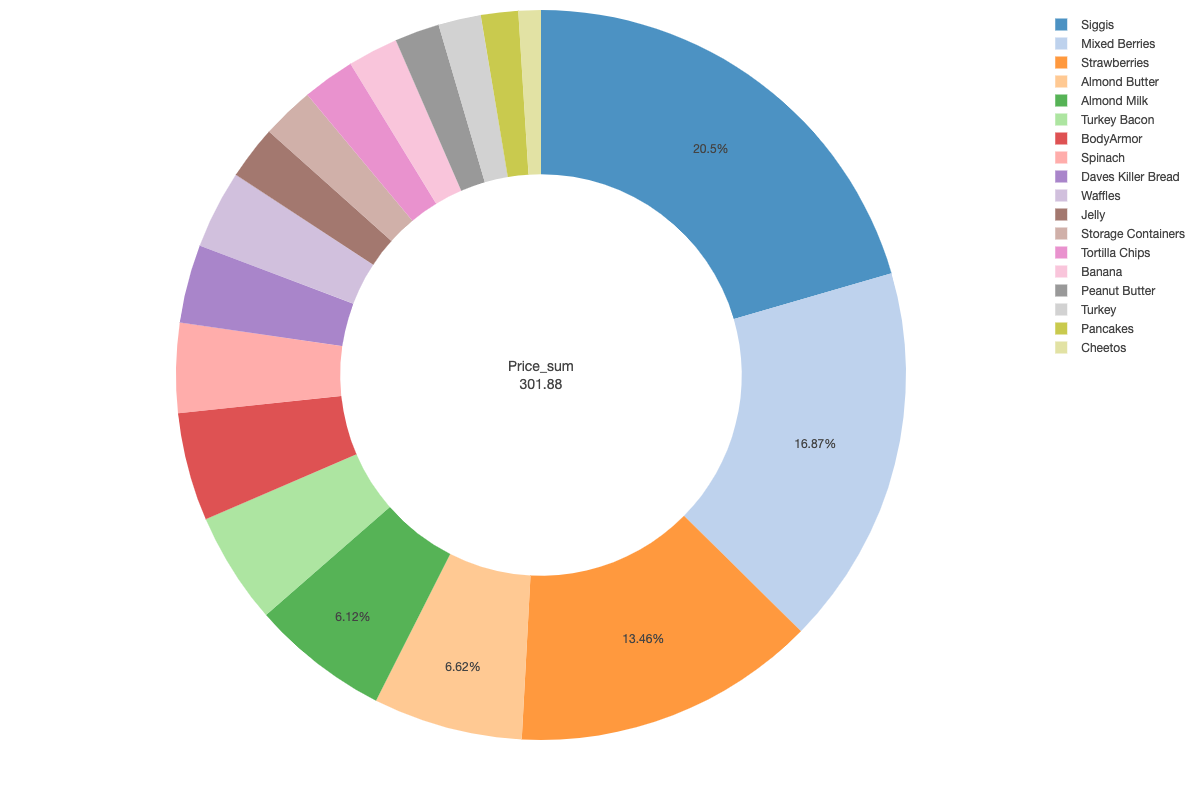 20.5%
16.87%
13.46%
6.62%
6.12%
Price_sum
301.88
Siggis
Mixed Berries
Strawberries
Almond Butter
Almond Milk
Turkey Bacon
BodyArmor
Spinach
Daves Killer Bread
Waffles
Jelly
Storage Containers
Tortilla Chips
Banana
Peanut Butter
Turkey
Pancakes
Cheetos